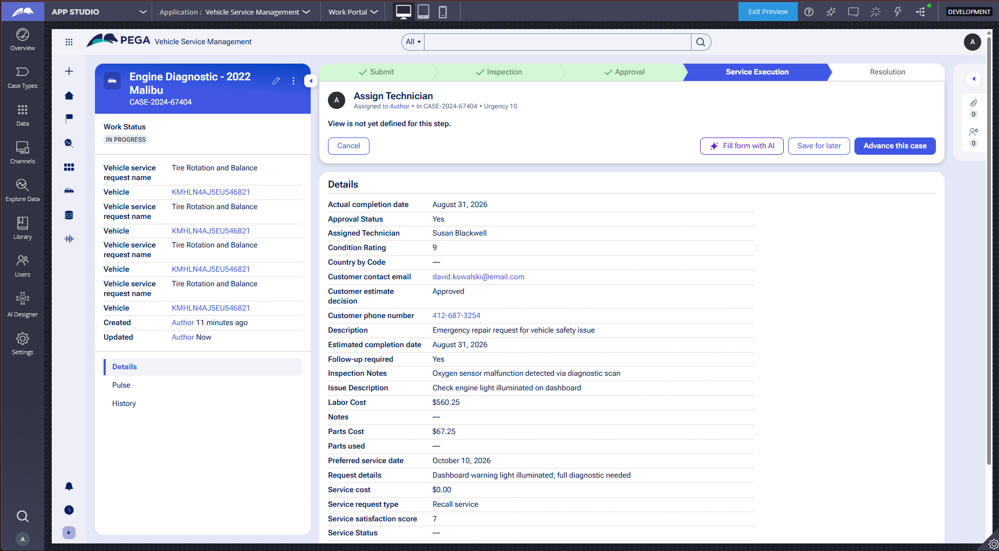 APP STUDIO
Application : Vehicle Service Management
Work Portal
Exit Preview
DEVELOPMENT
Overview
Case Types
Data
Channels
Explore Data
Library
Users
AI
AI Designer
Settings
A
PEGA Vehicle Service Management
All
A
Engine Diagnostic - 2022
Malibu
CASE-2024-67404
Work Status
IN PROGRESS
Vehicle service request name Tire Rotation and Balance
Vehicle KMHLN4AJ5EU546821
Vehicle service request name Tire Rotation and Balance
Vehicle KMHLN4AJ5EU546821
Vehicle service request name Tire Rotation and Balance
Vehicle KMHLN4AJ5EU546821
Vehicle service request name Tire Rotation and Balance
Vehicle KMHLN4AJ5EU546821
Created Author 11 minutes ago
Updated Author Now
Details
Pulse
History
Submit
Inspection
Approval
Service Execution
Resolution
A
Assign Technician
Assigned to Author • In CASE-2024-67404 • Urgency 10
View is not yet defined for this step.
Cancel
Fill form with AI
Save for later
Advance this case
0
0
Details
Actual completion date August 31, 2026
Approval Status Yes
Assigned Technician Susan Blackwell
Condition Rating 9
Country by Code —
Customer contact email david.kowalski@email.com
Customer estimate decision Approved
Customer phone number 412-687-3254
Description Emergency repair request for vehicle safety issue
Estimated completion date August 31, 2026
Follow-up required Yes
Inspection Notes Oxygen sensor malfunction detected via diagnostic scan
Issue Description Check engine light illuminated on dashboard
Labor Cost $560.25
Notes —
Parts Cost $67.25
Parts used —
Preferred service date October 10, 2026
Request details Dashboard warning light illuminated; full diagnostic needed
Service cost $0.00
Service request type Recall service
Service satisfaction score 7
Service Status —